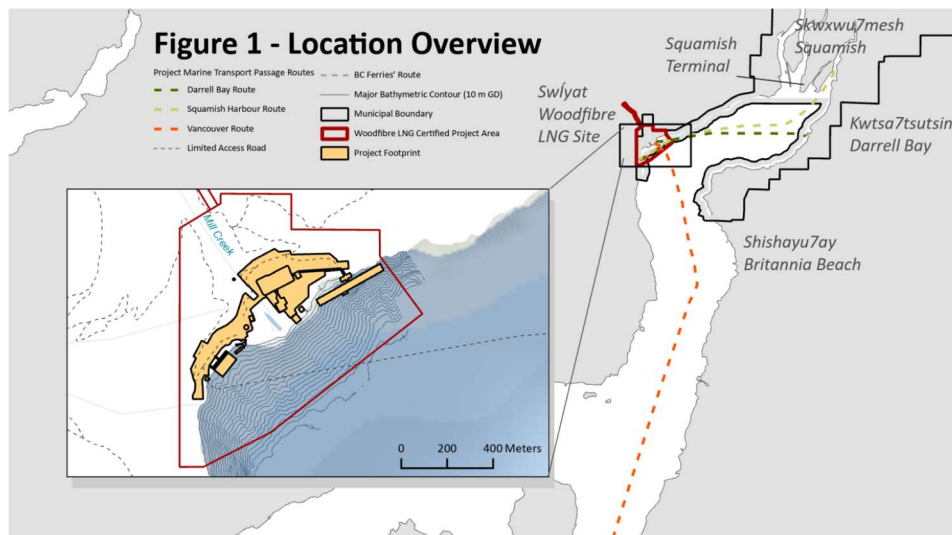 Figure 1 - Location Overview
Project Marine Transport Passage Routes
Darrell Bay Route
Squamish Harbour Route
Vancouver Route
Limited Access Road
BC Ferries' Route
Major Bathymetric Contour (10 m GD)
Municipal Boundary
Woodfibre LNG Certified Project Area
Project Footprint
Skwxwu7mesh
Squamish
Squamish
Terminal
Swíyat
Woodfibre
LNG Site
Kwtsa7tsutsin
Darrell Bay
Shishayu7ay
Britannia Beach
Mill Creek
0 200 400 Meters